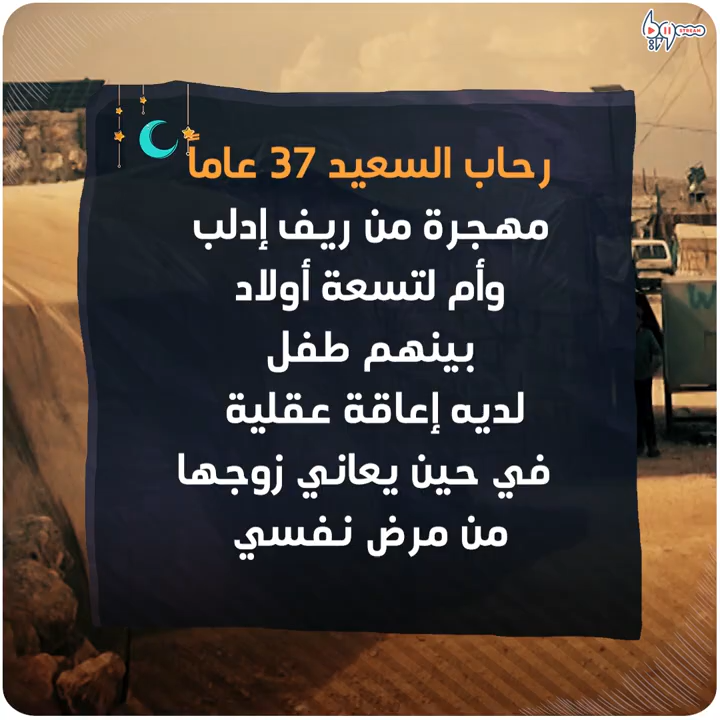 STREAM
رحاب السعيد 37 عاماً
مهجرة من ريف إدلب
وأم لتسعة أولاد
بينهم طفل
لديه إعاقة عقلية
في حين يعاني زوجها
من مرض نفسي